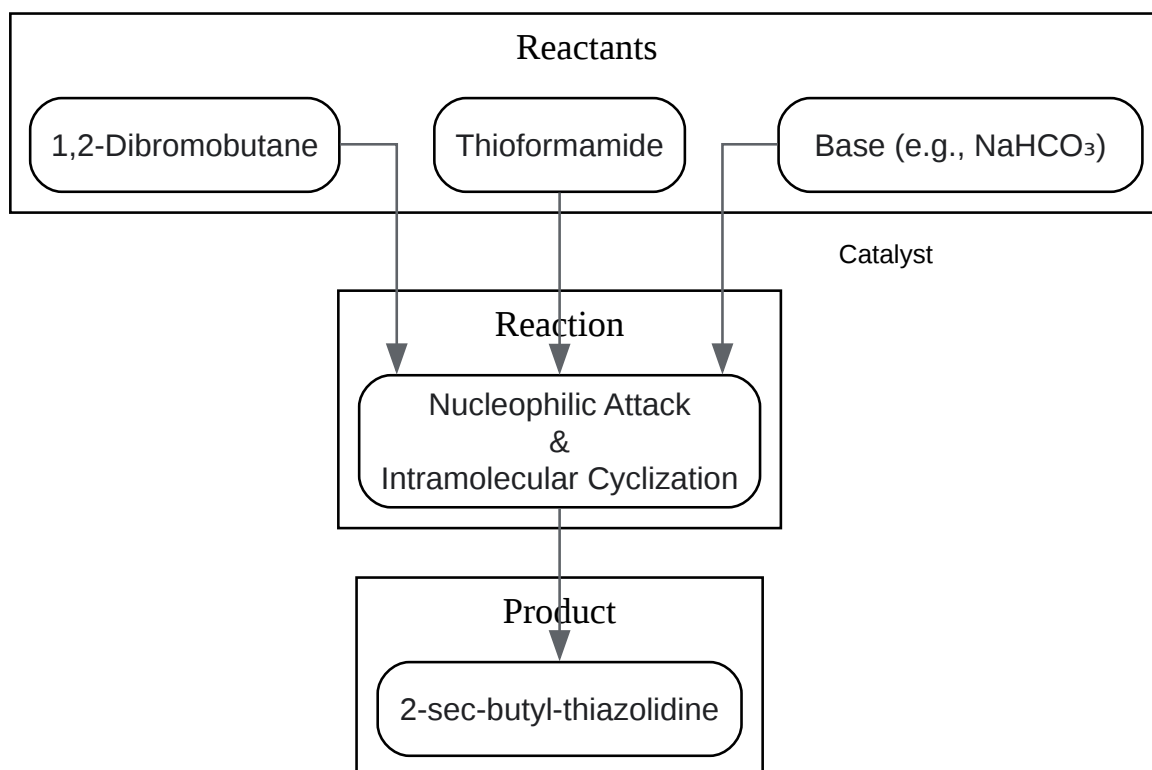 Reactants
1,2-Dibromobutane
Thioformamide
Base (e.g., NaHCO₃)
Catalyst
Reaction
Nucleophilic Attack
&
Intramolecular Cyclization
Product
2-sec-butyl-thiazolidine